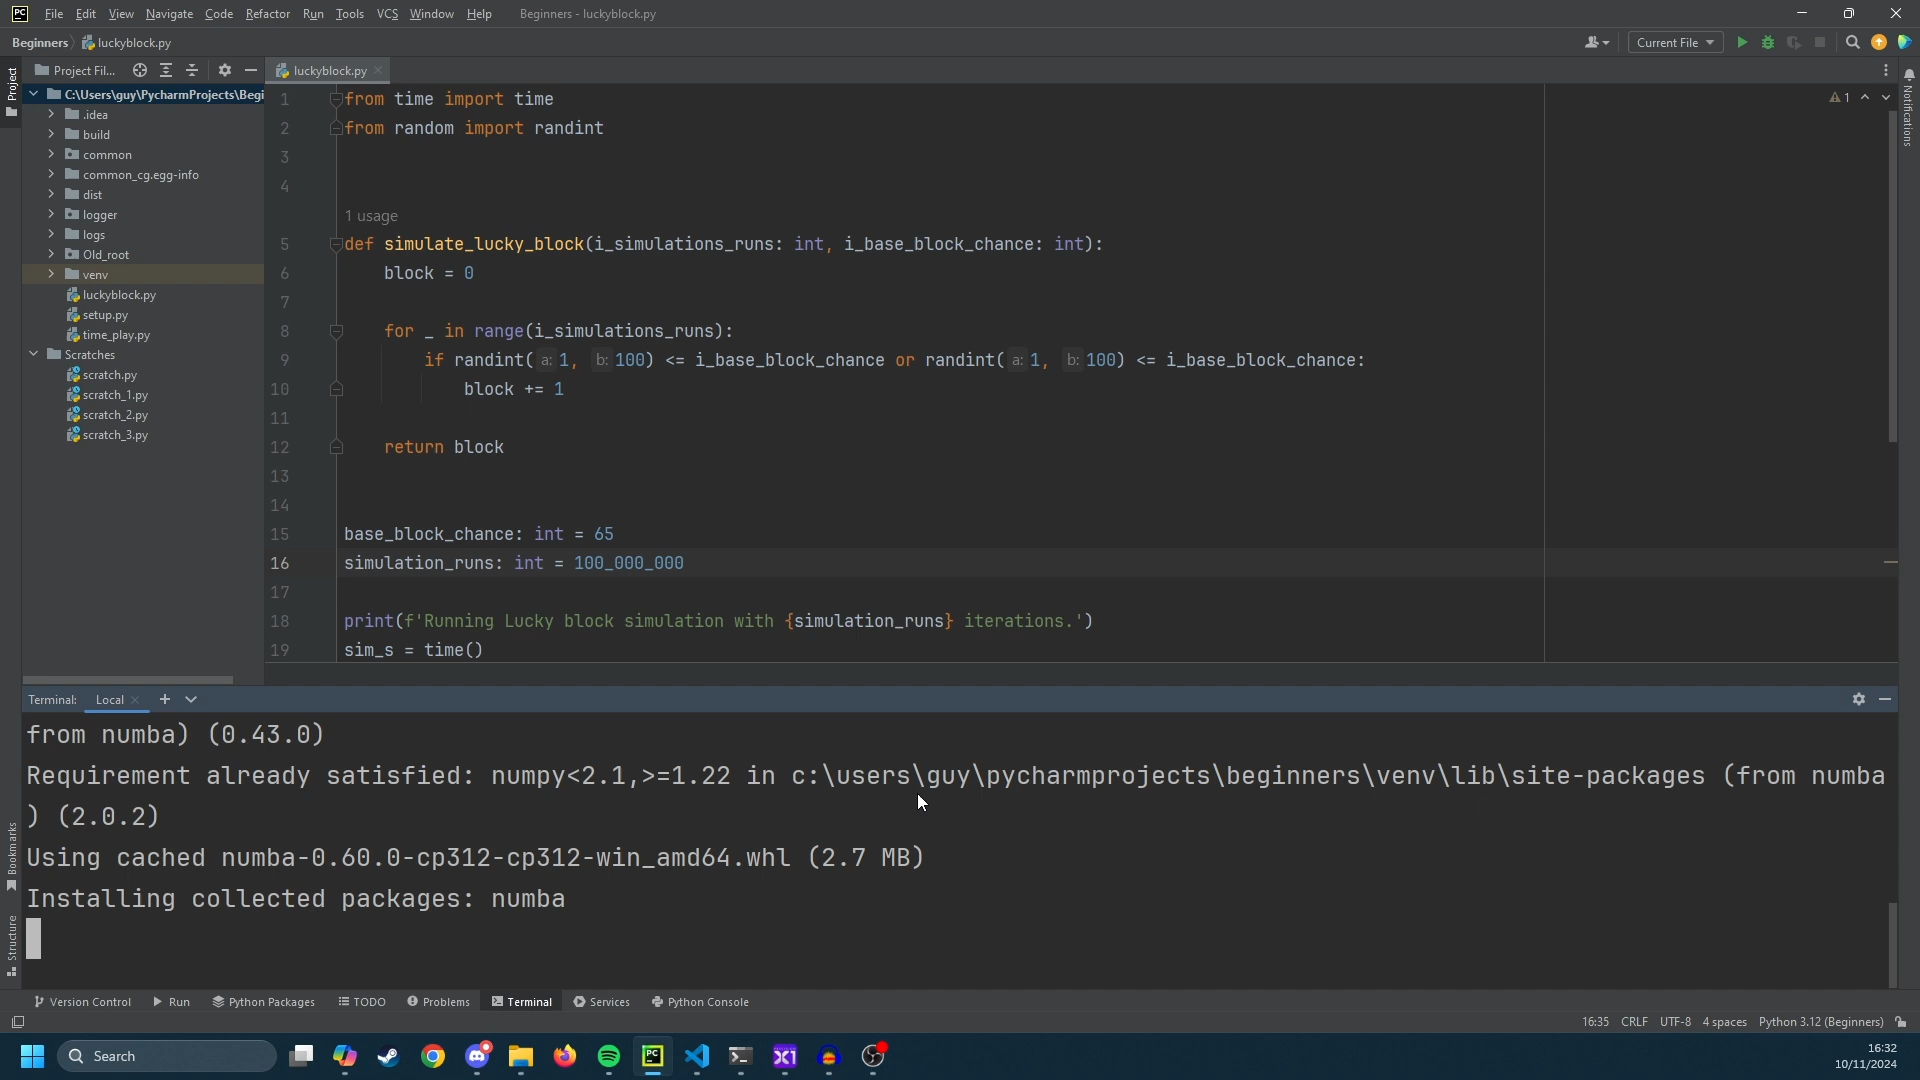 File Edit View Navigate Code Refactor Run Tools VCS Window Help Beginners - luckyblock.py
Beginners luckyblock.py Current File
Project Fil... luckyblock.py
Project
Notifications
Bookmarks
Structure
C:\Users\guy\PycharmProjects\Begi
.idea
build
common
common_cg.egg-info
dist
logger
logs
Old_root
venv
luckyblock.py
setup.py
time_play.py
Scratches
scratch.py
scratch_1.py
scratch_2.py
scratch_3.py
1 from time import time
2 from random import randint
3
4
1 usage
5 def simulate_lucky_block(i_simulations_runs: int, i_base_block_chance: int):
6 block = 0
7
8 for _ in range(i_simulations_runs):
9 if randint( a: 1, b: 100) <= i_base_block_chance or randint( a: 1, b: 100) <= i_base_block_chance:
10 block += 1
11
12 return block
13
14
15 base_block_chance: int = 65
16 simulation_runs: int = 100_000_000
17
18 print(f'Running Lucky block simulation with {simulation_runs} iterations.')
19 sim_s = time()
1
Terminal: Local
from numba) (0.43.0)
Requirement already satisfied: numpy<2.1,>=1.22 in c:\users\guy\pycharmprojects\beginners\venv\lib\site-packages (from numba
) (2.0.2)
Using cached numba-0.60.0-cp312-cp312-win_amd64.whl (2.7 MB)
Installing collected packages: numba
Version Control Run Python Packages TODO Problems Terminal Services Python Console
16:35 CRLF UTF-8 4 spaces Python 3.12 (Beginners)
Search
16:32
10/11/2024